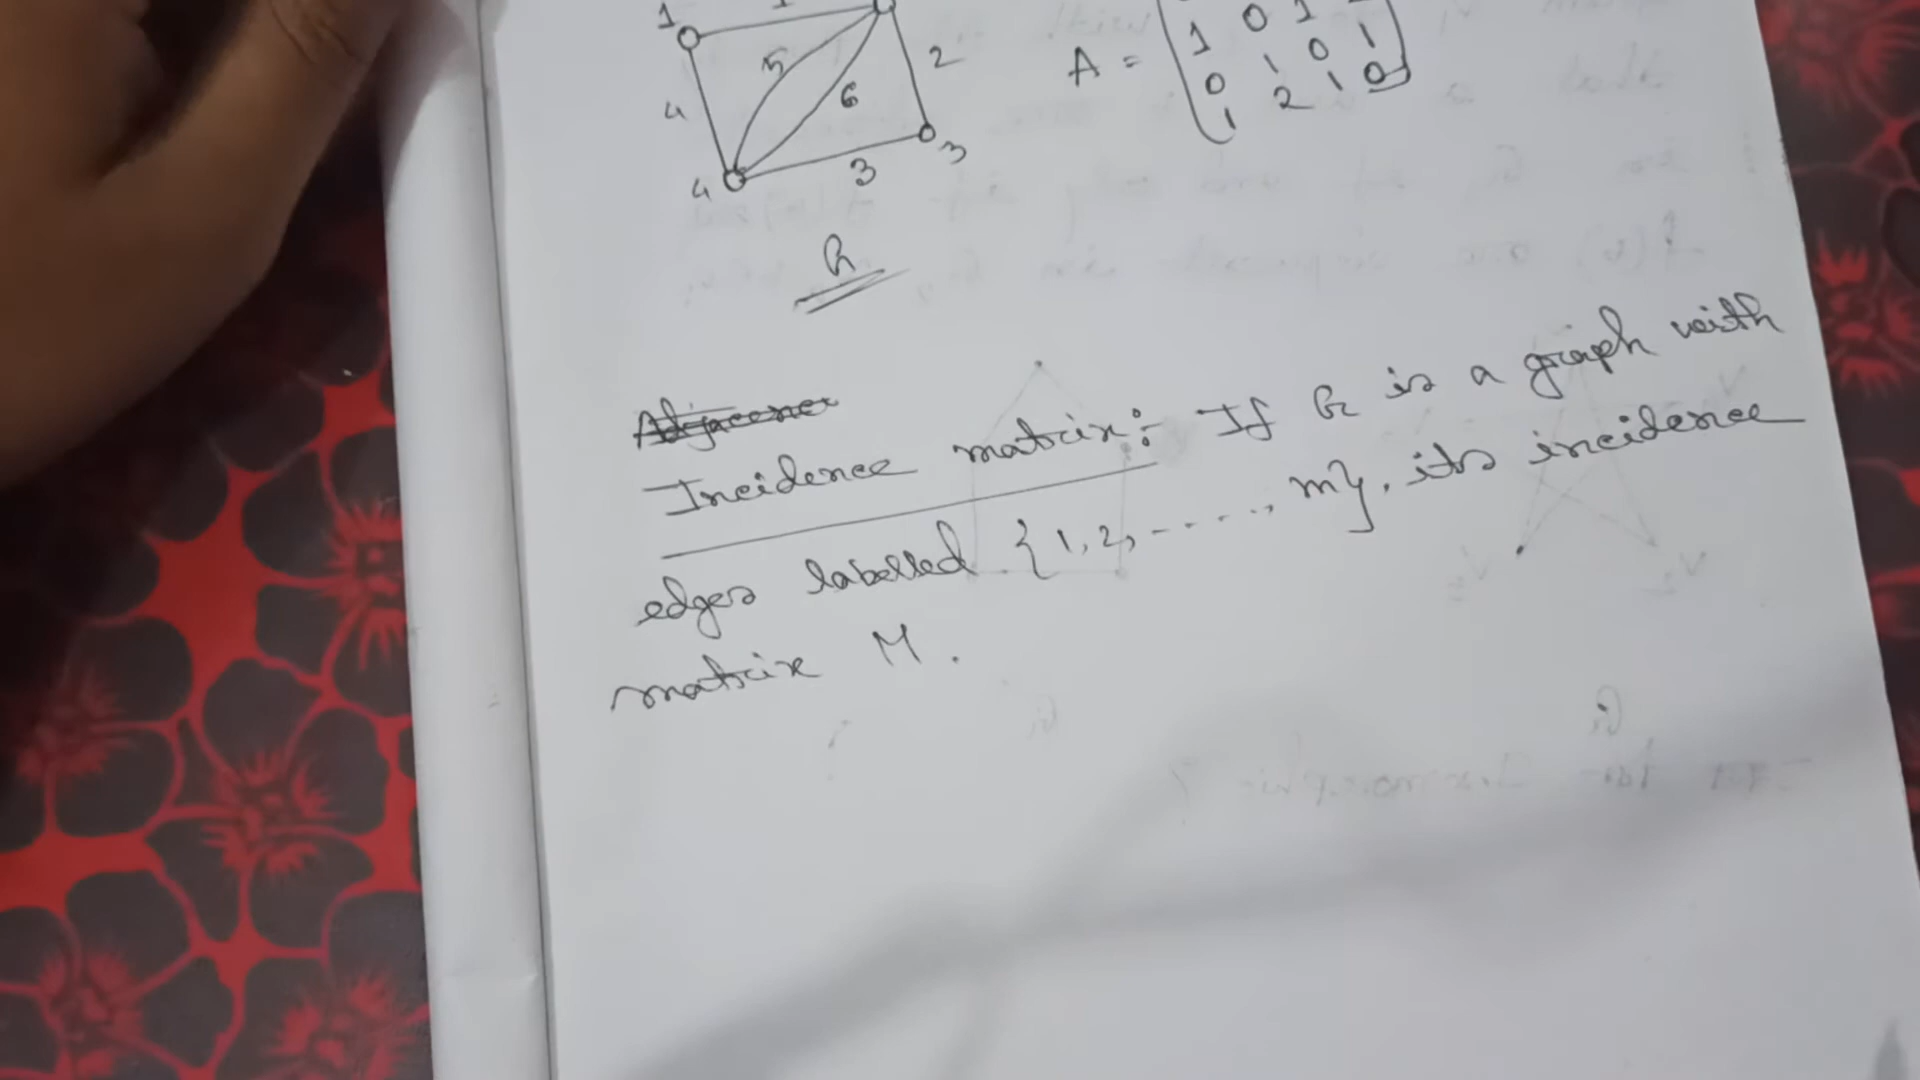 1
5
6
2
4
3
4
3
A =
1 0 1
0 1 0 1
1 2 1 0
G
Adjacence
Incidence matrix:- If G is a graph with
edges labelled {1, 2, ....., m}, its incidence
matrix M.